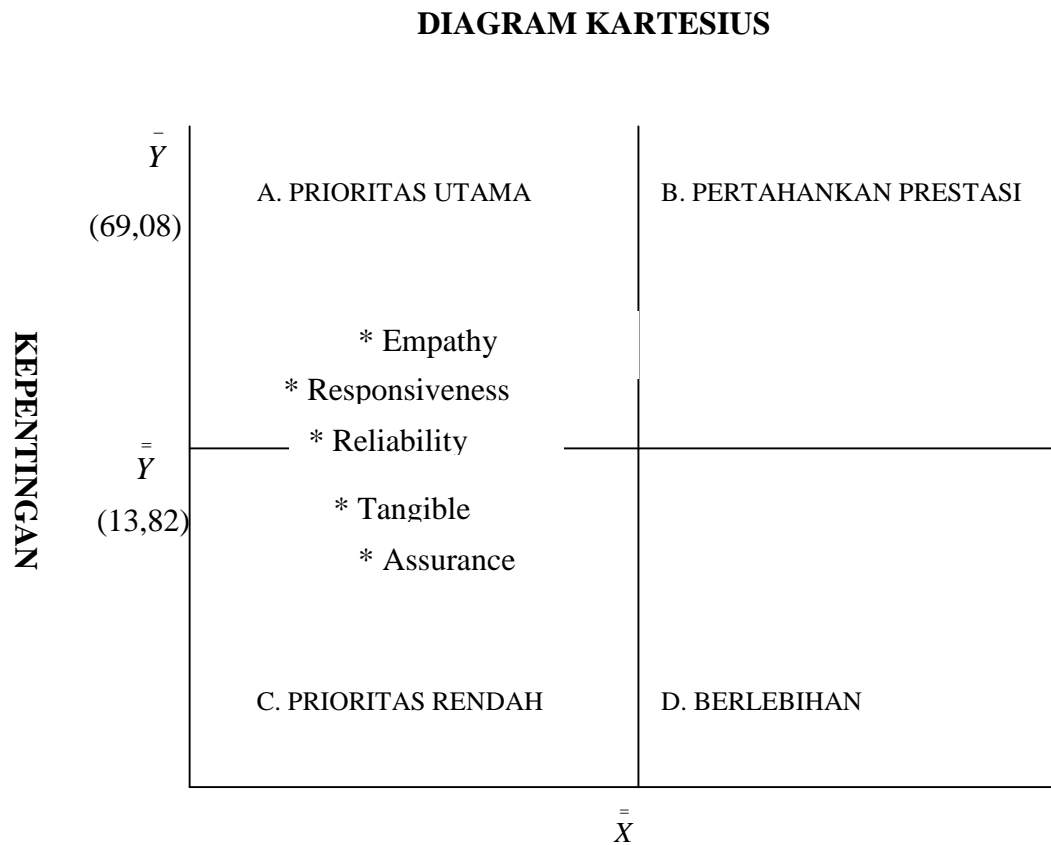 DIAGRAM KARTESIUS
Y̅
A. PRIORITAS UTAMA
B. PERTAHANKAN PRESTASI
(69,08)
* Empathy
* Responsiveness
* Reliability
KEPENTINGAN
Y̿
* Tangible
(13,82)
* Assurance
C. PRIORITAS RENDAH
D. BERLEBIHAN
X̿